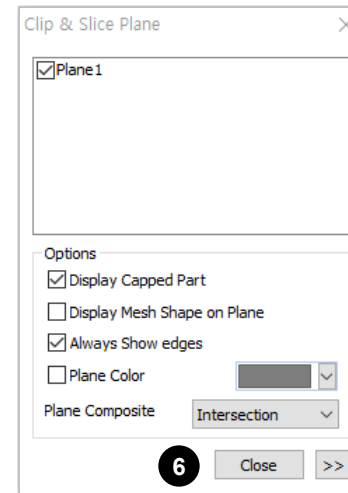 Clip & Slice Plane
Plane1
Options
Display Capped Part
Display Mesh Shape on Plane
Always Show edges
Plane Color
Plane Composite Intersection
6 Close >>